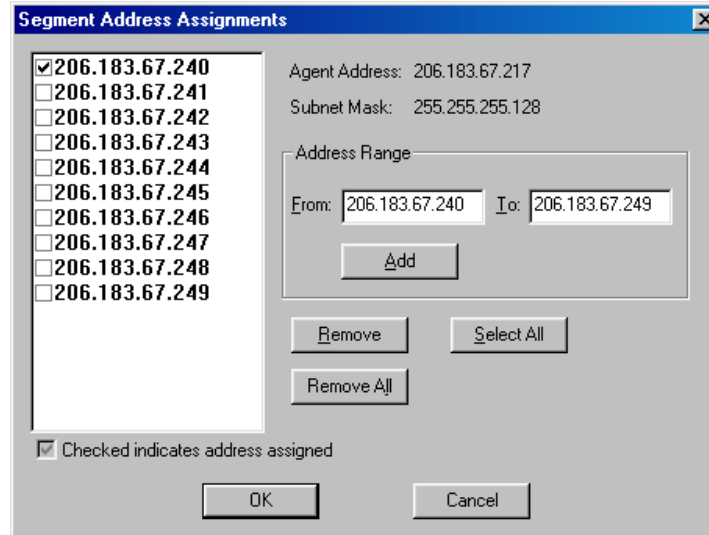 Segment Address Assignments
206.183.67.240
206.183.67.241
206.183.67.242
206.183.67.243
206.183.67.244
206.183.67.245
206.183.67.246
206.183.67.247
206.183.67.248
206.183.67.249
Agent Address: 206.183.67.217
Subnet Mask: 255.255.255.128
Address Range
From: 206.183.67.240 To: 206.183.67.249
Add
Remove Select All
Remove All
Checked indicates address assigned
OK Cancel